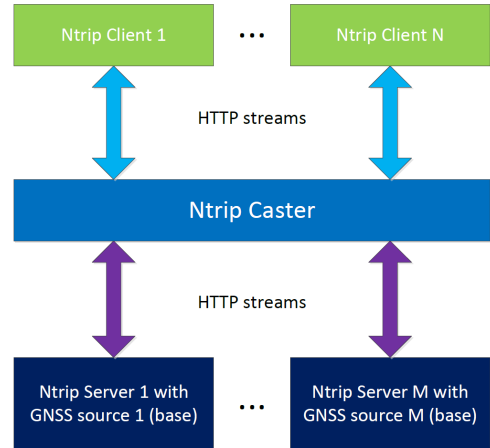 Ntrip Client 1
...
Ntrip Client N
HTTP streams
Ntrip Caster
HTTP streams
Ntrip Server 1 with
GNSS source 1 (base)
...
Ntrip Server M with
GNSS source M (base)